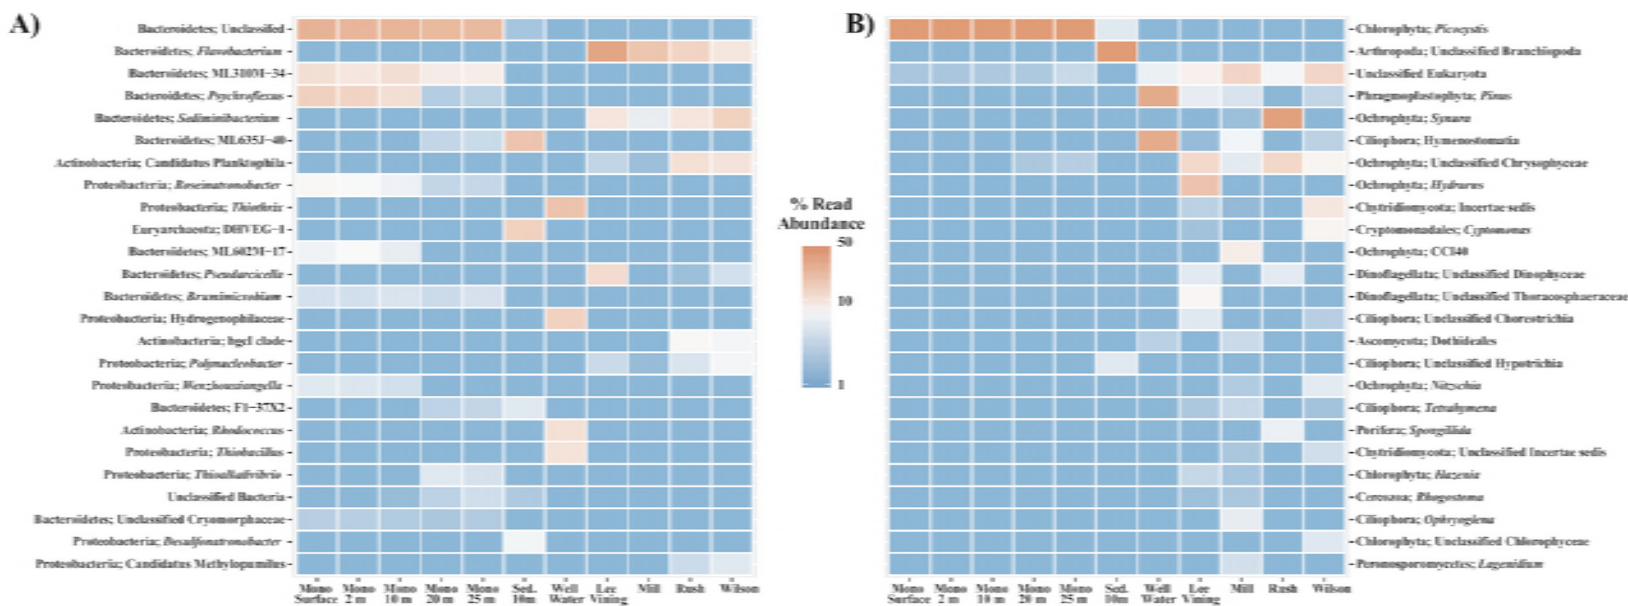 A)
Bacteroidetes; Unclassifed
Bacteroidetes; Flavobacterium
Bacteroidetes; ML310M-34
Bacteroidetes; Psychroflexus
Bacteroidetes; Sediminibacterium
Bacteroidetes; ML635J-40
Actinobacteria; Candidatus Planktophila
Proteobacteria; Roseinatronobacter
Proteobacteria; Thiothrix
Euryarchaeota; DHVEG-1
Bacteroidetes; ML602M-17
Bacteroidetes; Pseudarcicella
Bacteroidetes; Brumimicrobium
Proteobacteria; Hydrogenophilaceae
Actinobacteria; hgcI clade
Proteobacteria; Polynucleobacter
Proteobacteria; Wenzhouxiangella
Bacteroidetes; F1-37X2
Actinobacteria; Rhodococcus
Proteobacteria; Thiobacillus
Proteobacteria; Thioalkalivibrio
Unclassified Bacteria
Bacteroidetes; Unclassified Cryomorphaceae
Proteobacteria; Desulfonatronobacter
Proteobacteria; Candidatus Methylopumilus
Mono Surface
Mono 2 m
Mono 10 m
Mono 20 m
Mono 25 m
Sed. 10m
Well Water
Lee Vining
Mill
Rush
Wilson
% Read
Abundance
50
10
1
B)
Chlorophyta; Picocystis
Arthropoda; Unclassified Branchiopoda
Unclassified Eukaryota
Phragmoplastophyta; Pinus
Ochrophyta; Synura
Ciliophora; Hymenostomatia
Ochrophyta; Unclassified Chrysophyceae
Ochrophyta; Hydrurus
Chytridiomycota; Incertae sedis
Cryptomonadales; Cyptomonas
Ochrophyta; CCI40
Dinoflagellata; Unclassified Dinophyceae
Dinoflagellata; Unclassified Thoracosphaeraceae
Ciliophora; Unclassified Choreotrichia
Ascomycota; Dothideales
Ciliophora; Unclassified Hypotrichia
Ochrophyta; Nitzschia
Ciliophora; Tetrahymena
Porifera; Spongillida
Chytridiomycota; Unclassified Incertae sedis
Chlorophyta; Hazenia
Cercozoa; Rhogostoma
Ciliophora; Ophryoglena
Chlorophyta; Unclassified Chlorophyceae
Peronosporomycetes; Lagenidium
Mono Surface
Mono 2 m
Mono 10 m
Mono 20 m
Mono 25 m
Sed. 10m
Well Water
Lee Vining
Mill
Rush
Wilson